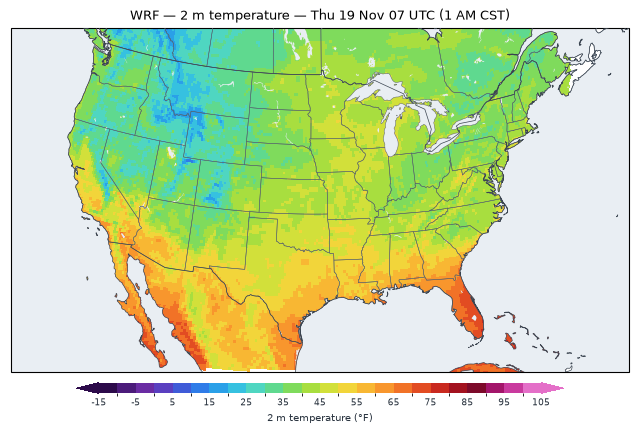 WRF — 2 m temperature — Thu 19 Nov 07 UTC (1 AM CST)
-15 -5 5 15 25 35 45 55 65 75 85 95 105
2 m temperature (°F)